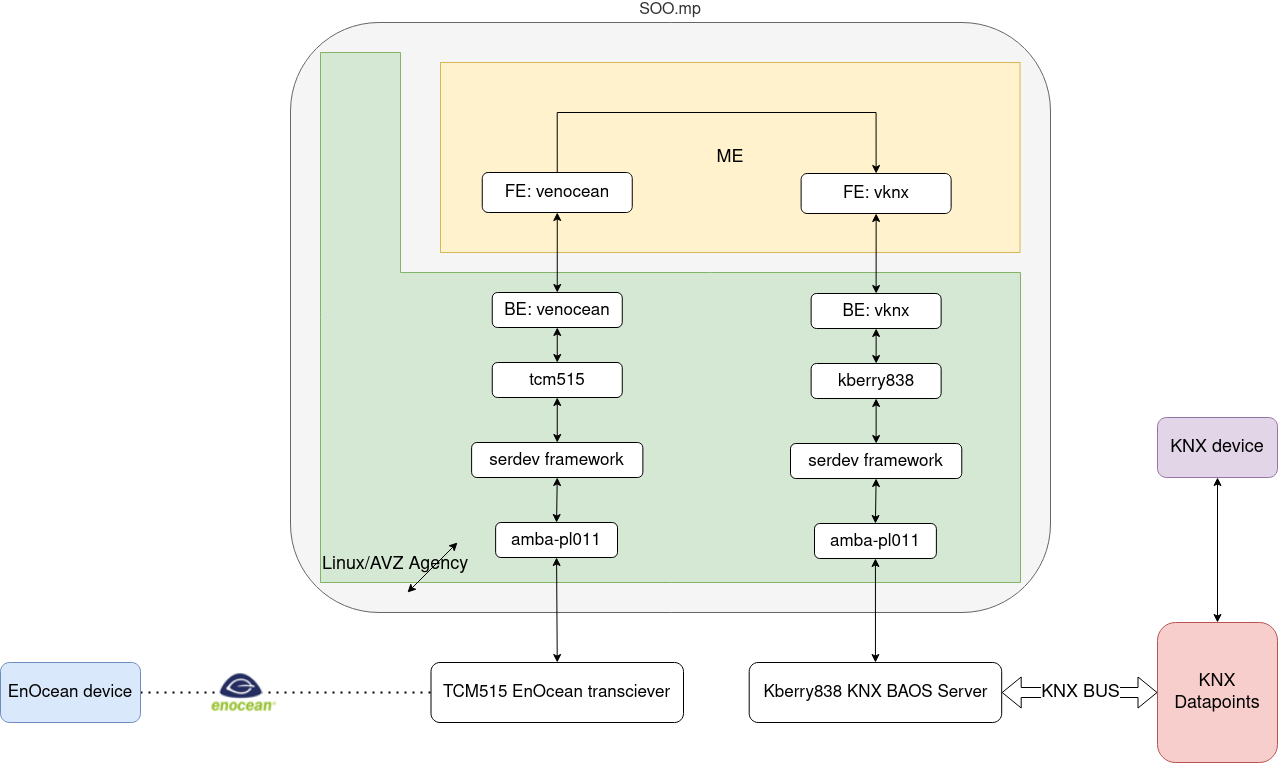 SOO.mp
ME
FE: venocean
FE: vknx
BE: venocean
BE: vknx
tcm515
kberry838
serdev framework
serdev framework
amba-pl011
amba-pl011
Linux/AVZ Agency
KNX device
EnOcean device
enocean®
TCM515 EnOcean transciever
Kberry838 KNX BAOS Server
KNX BUS
KNX
Datapoints